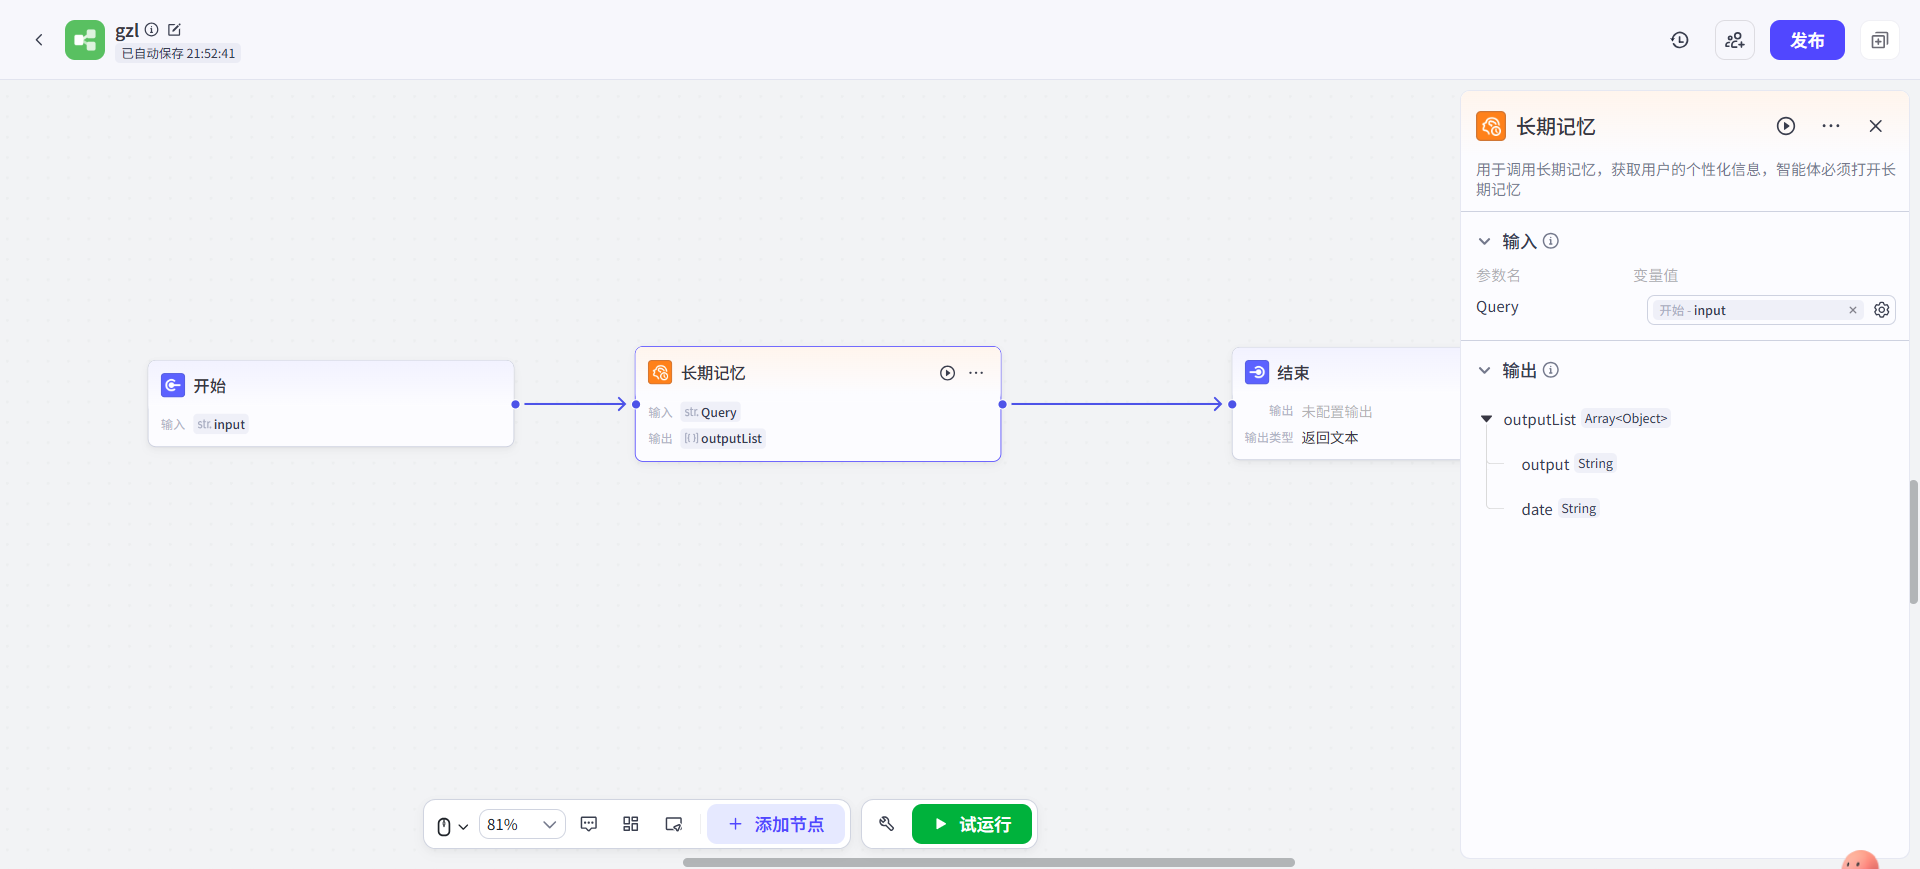 gzl
已自动保存 21:52:41
发布
开始
输入 str. input
长期记忆
输入 str. Query
输出 [()] outputList
结束
输出 未配置输出
输出类型 返回文本
长期记忆
用于调用长期记忆，获取用户的个性化信息，智能体必须打开长
期记忆
输入
参数名 变量值
Query 开始 - input
输出
outputList Array<Object>
output String
date String
81%
添加节点
试运行